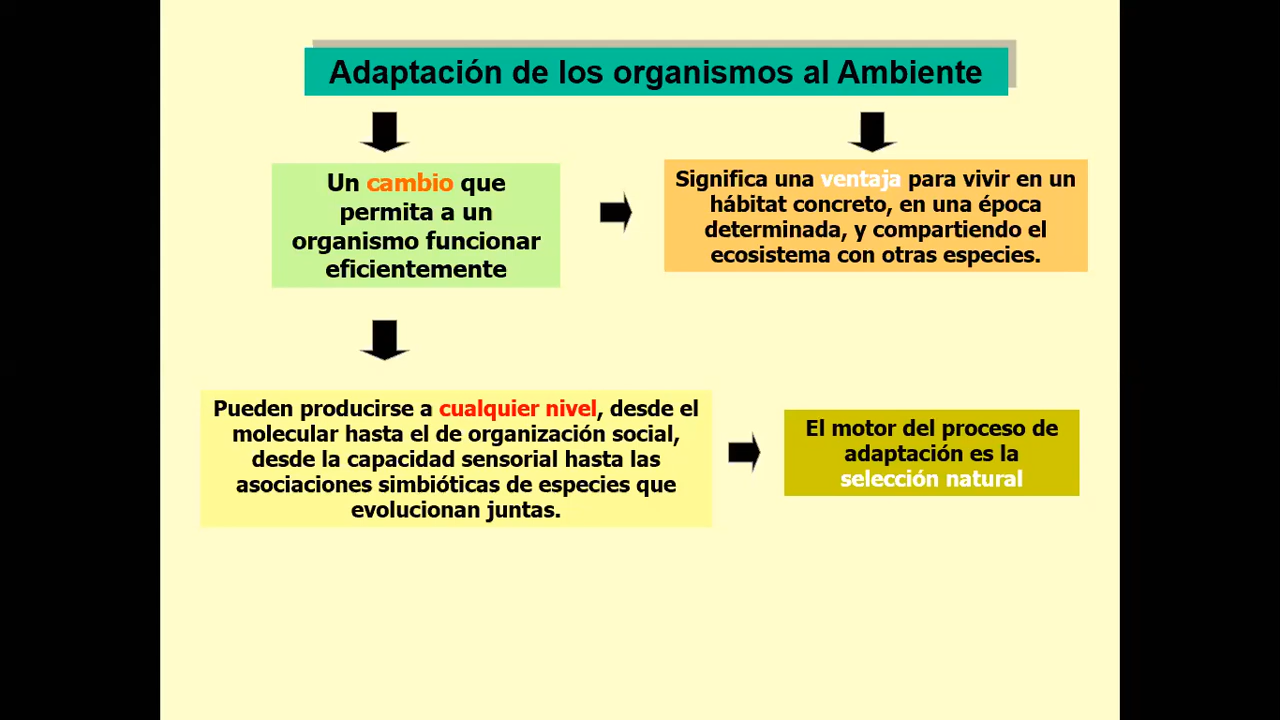 Adaptación de los organismos al Ambiente
Un cambio que
permita a un
organismo funcionar
eficientemente
Significa una ventaja para vivir en un
hábitat concreto, en una época
determinada, y compartiendo el
ecosistema con otras especies.
Pueden producirse a cualquier nivel, desde el
molecular hasta el de organización social,
desde la capacidad sensorial hasta las
asociaciones simbióticas de especies que
evolucionan juntas.
El motor del proceso de
adaptación es la
selección natural